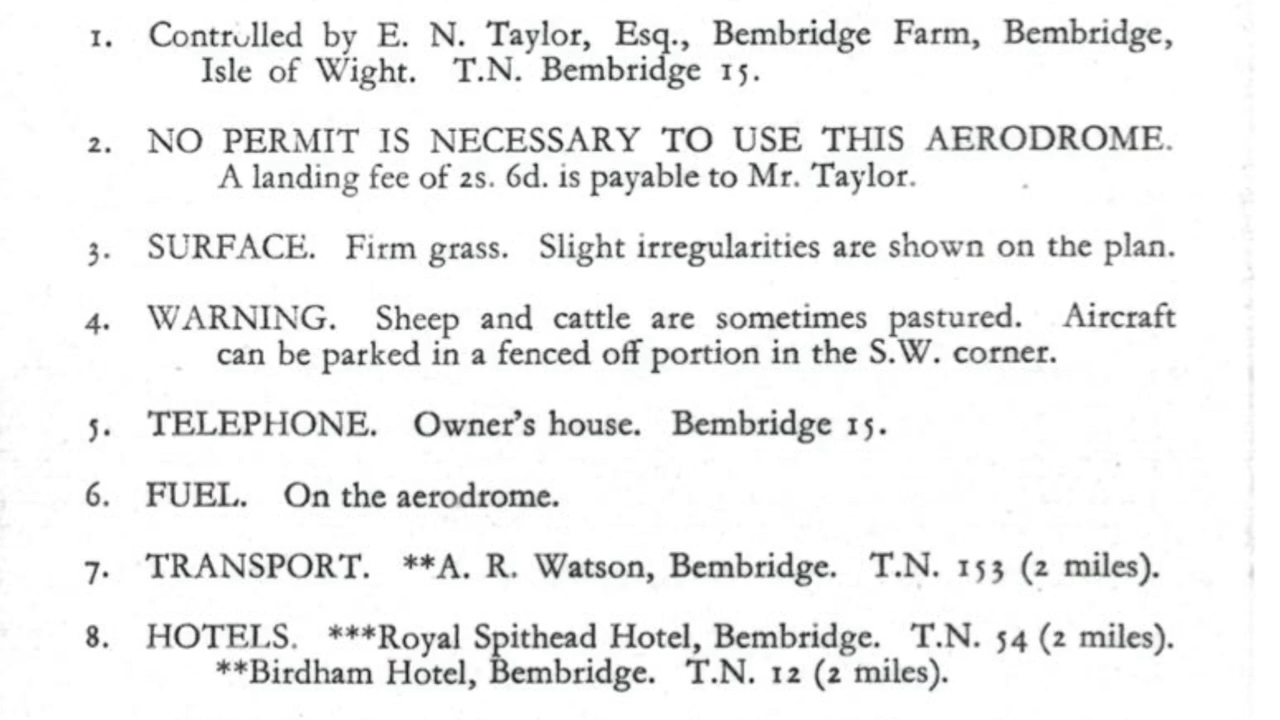 1. Controlled by E. N. Taylor, Esq., Bembridge Farm, Bembridge,
Isle of Wight. T.N. Bembridge 15.
2. NO PERMIT IS NECESSARY TO USE THIS AERODROME.
A landing fee of 2s. 6d. is payable to Mr. Taylor.
3. SURFACE. Firm grass. Slight irregularities are shown on the plan.
4. WARNING. Sheep and cattle are sometimes pastured. Aircraft
can be parked in a fenced off portion in the S.W. corner.
5. TELEPHONE. Owner's house. Bembridge 15.
6. FUEL. On the aerodrome.
7. TRANSPORT. **A. R. Watson, Bembridge. T.N. 153 (2 miles).
8. HOTELS. ***Royal Spithead Hotel, Bembridge. T.N. 54 (2 miles).
**Birdham Hotel, Bembridge. T.N. 12 (2 miles).